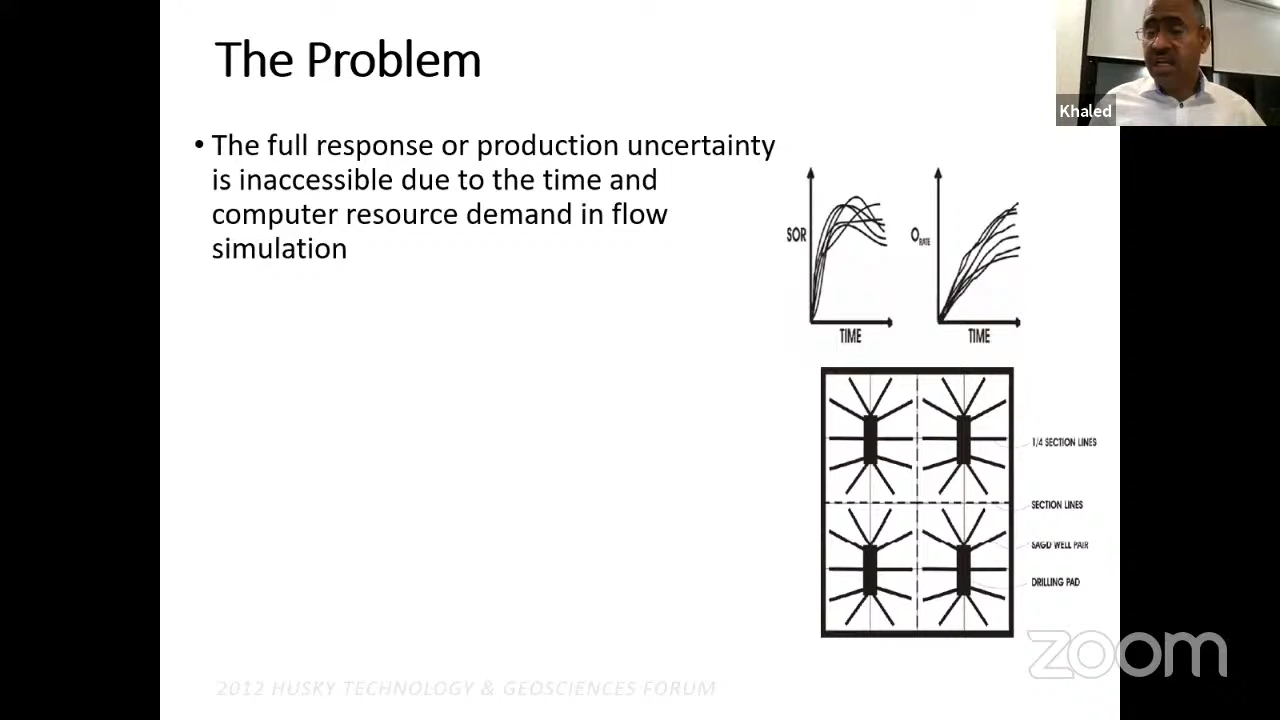 The Problem
• The full response or production uncertainty
is inaccessible due to the time and
computer resource demand in flow
simulation
Khaled
SOR
TIME
O RATE
TIME
1/4 SECTION LINES
SECTION LINES
SAGD WELL PAIR
DRILLING PAD
zoom
2012 HUSKY TECHNOLOGY & GEOSCIENCES FORUM